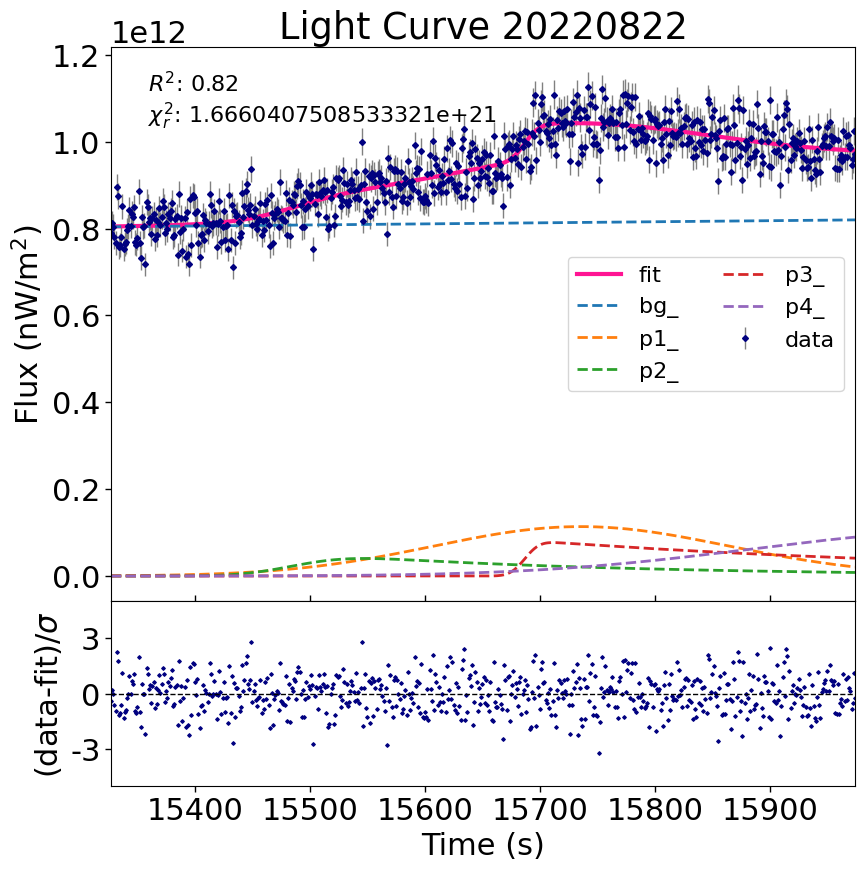 Light Curve 20220822
1e12
R²: 0.82
χ²ᵣ: 1.6660407508533321e+21
1.2
1.0
0.8
0.6
0.4
0.2
0.0
Flux (nW/m²)
fit
bg_
p1_
p2_
p3_
p4_
data
3
0
-3
(data-fit)/σ
15400 15500 15600 15700 15800 15900
Time (s)